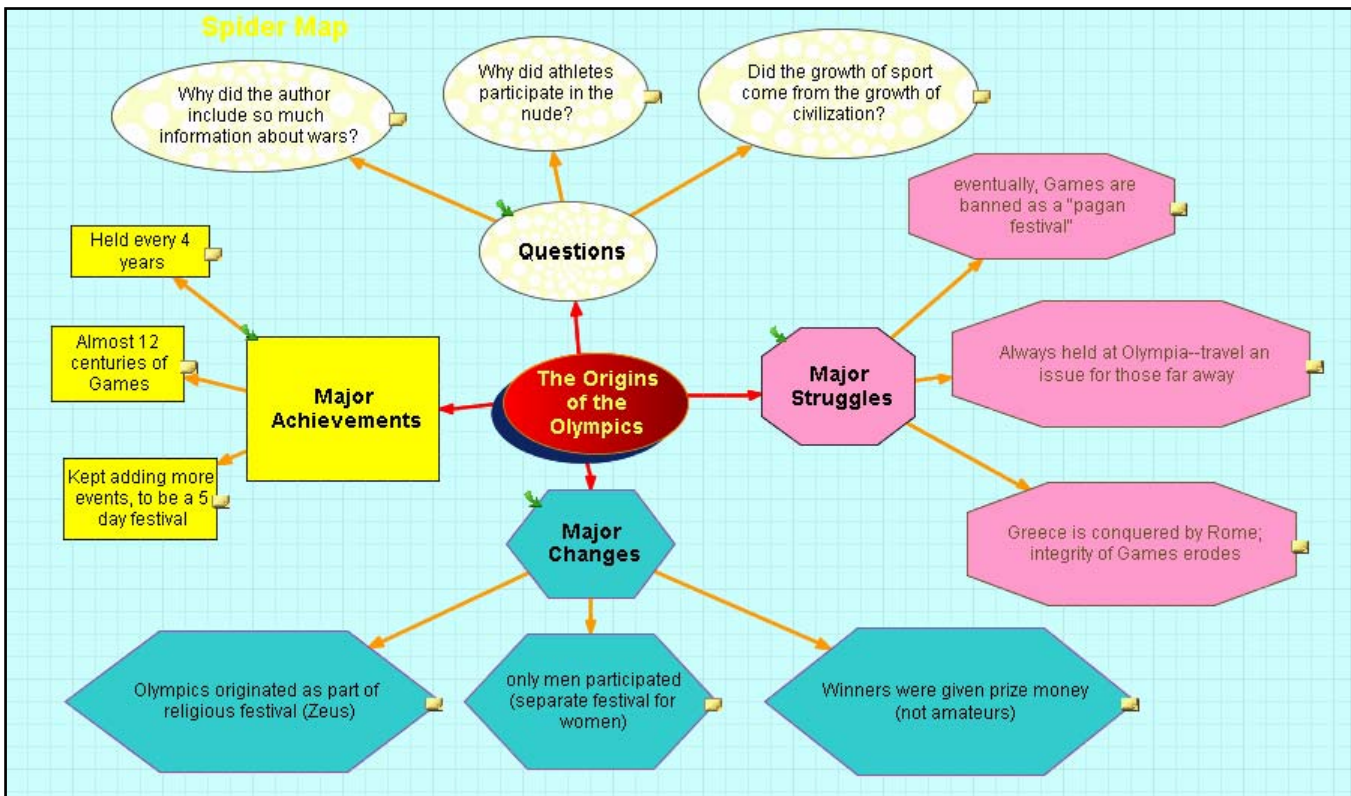 Spider Map
Why did the author
include so much
information about wars?
Why did athletes
participate in the
nude?
Did the growth of sport
come from the growth of
civilization?
Questions
eventually, Games are
banned as a "pagan
festival"
Held every 4
years
Almost 12
centuries of
Games
Kept adding more
events, to be a 5
day festival
Major
Achievements
The Origins
of the
Olympics
Major
Struggles
Always held at Olympia--travel an
issue for those far away
Greece is conquered by Rome;
integrity of Games erodes
Major
Changes
Olympics originated as part of
religious festival (Zeus)
only men participated
(separate festival for
women)
Winners were given prize money
(not amateurs)